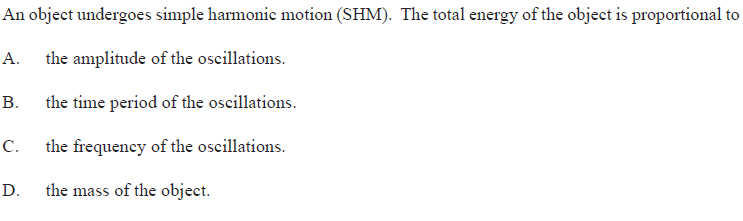 An object undergoes simple harmonic motion (SHM). The total energy of the object is proportional to
A. the amplitude of the oscillations.
B. the time period of the oscillations.
C. the frequency of the oscillations.
D. the mass of the object.